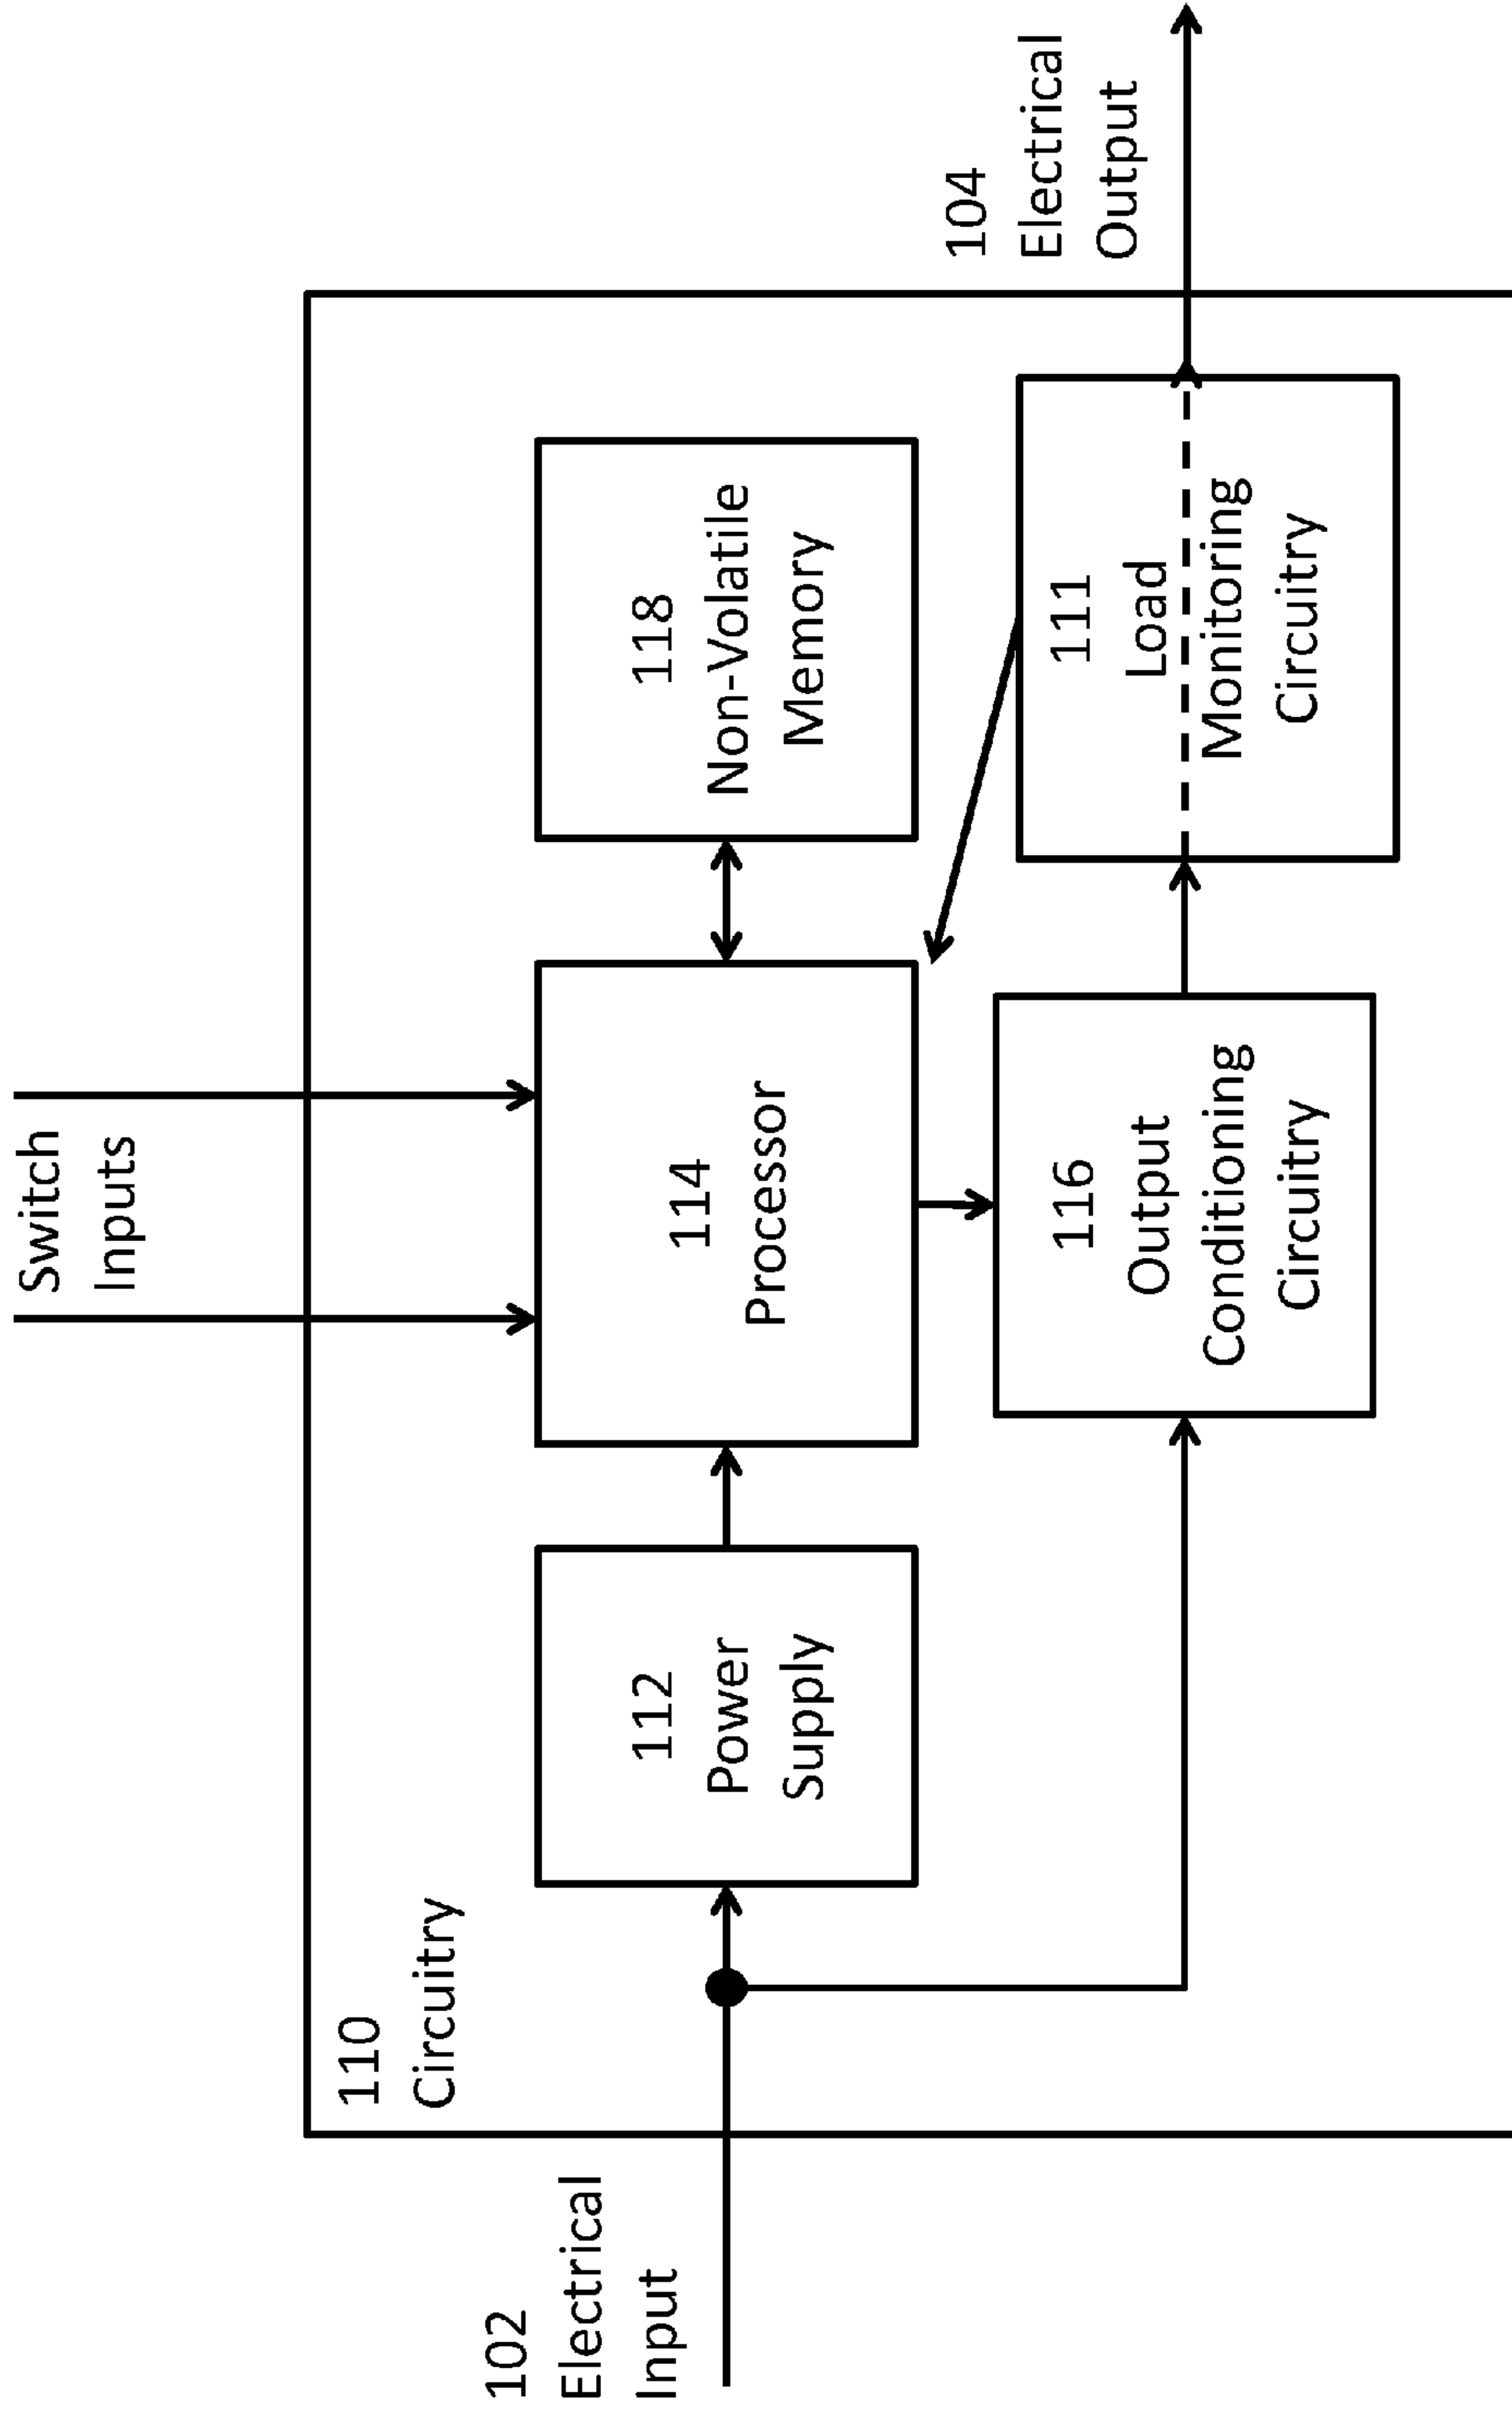 Switch
Inputs
110
Circuitry
102
Electrical
Input
112
Power
Supply
114
Processor
118
Non-Volatile
Memory
104
Electrical
Output
116
Output
Conditioning
Circuitry
111
Load
Monitoring
Circuitry